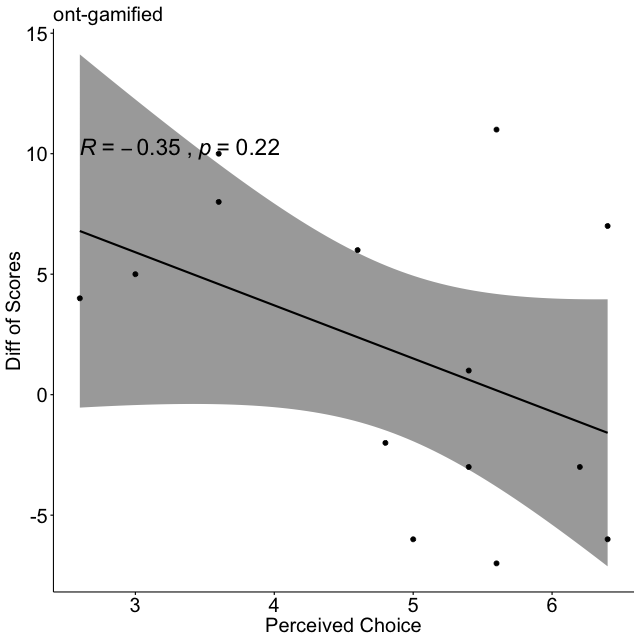 ont-gamified
15
10
5
0
-5
R = −0.35 , p = 0.22
Diff of Scores
3 4 5 6
Perceived Choice